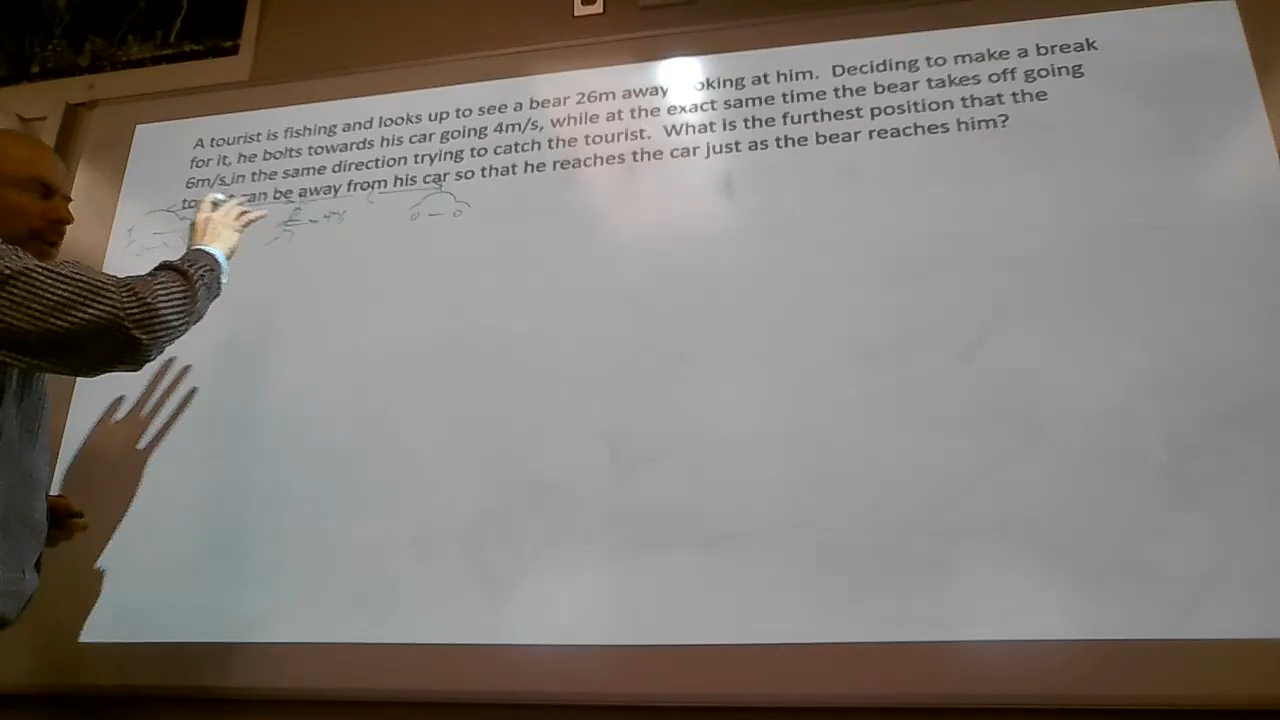 A tourist is fishing and looks up to see a bear 26m away oking at him. Deciding to make a break
for it, he bolts towards his car going 4m/s, while at the exact same time the bear takes off going
6m/s in the same direction trying to catch the tourist. What is the furthest position that the
be away from his car so that he reaches the car just as the bear reaches him?